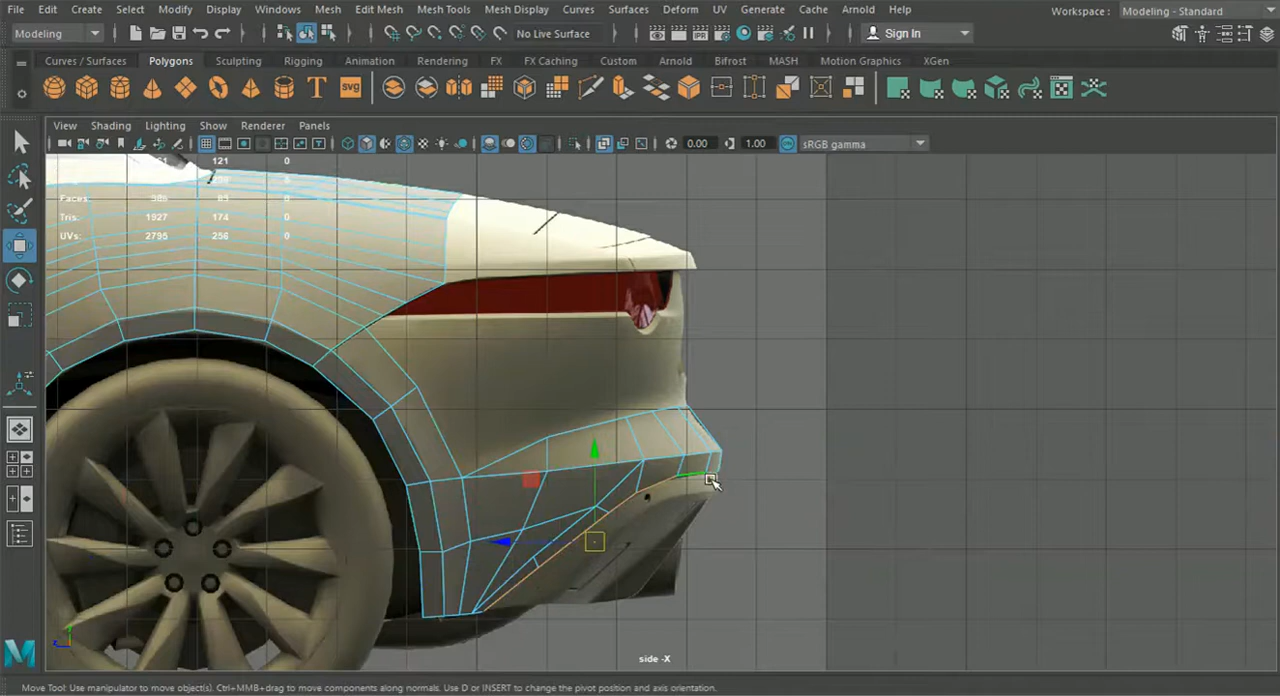 File Edit Create Select Modify Display Windows Mesh Edit Mesh Mesh Tools Mesh Display Curves Surfaces Deform UV Generate Cache Arnold Help Workspace : Modeling - Standard
Modeling No Live Surface Sign In
Curves / Surfaces Polygons Sculpting Rigging Animation Rendering FX FX Caching Custom Arnold Bifrost MASH Motion Graphics XGen
T SVG
View Shading Lighting Show Renderer Panels
0.00 1.00 sRGB gamma
121 0
0
Faces: 986 83 0
Tris: 1927 174 0
UVs: 2795 256 0
side -X
Move Tool: Use manipulator to move object(s). Ctrl+MMB+drag to move components along normals. Use D or INSERT to change the pivot position and axis orientation.